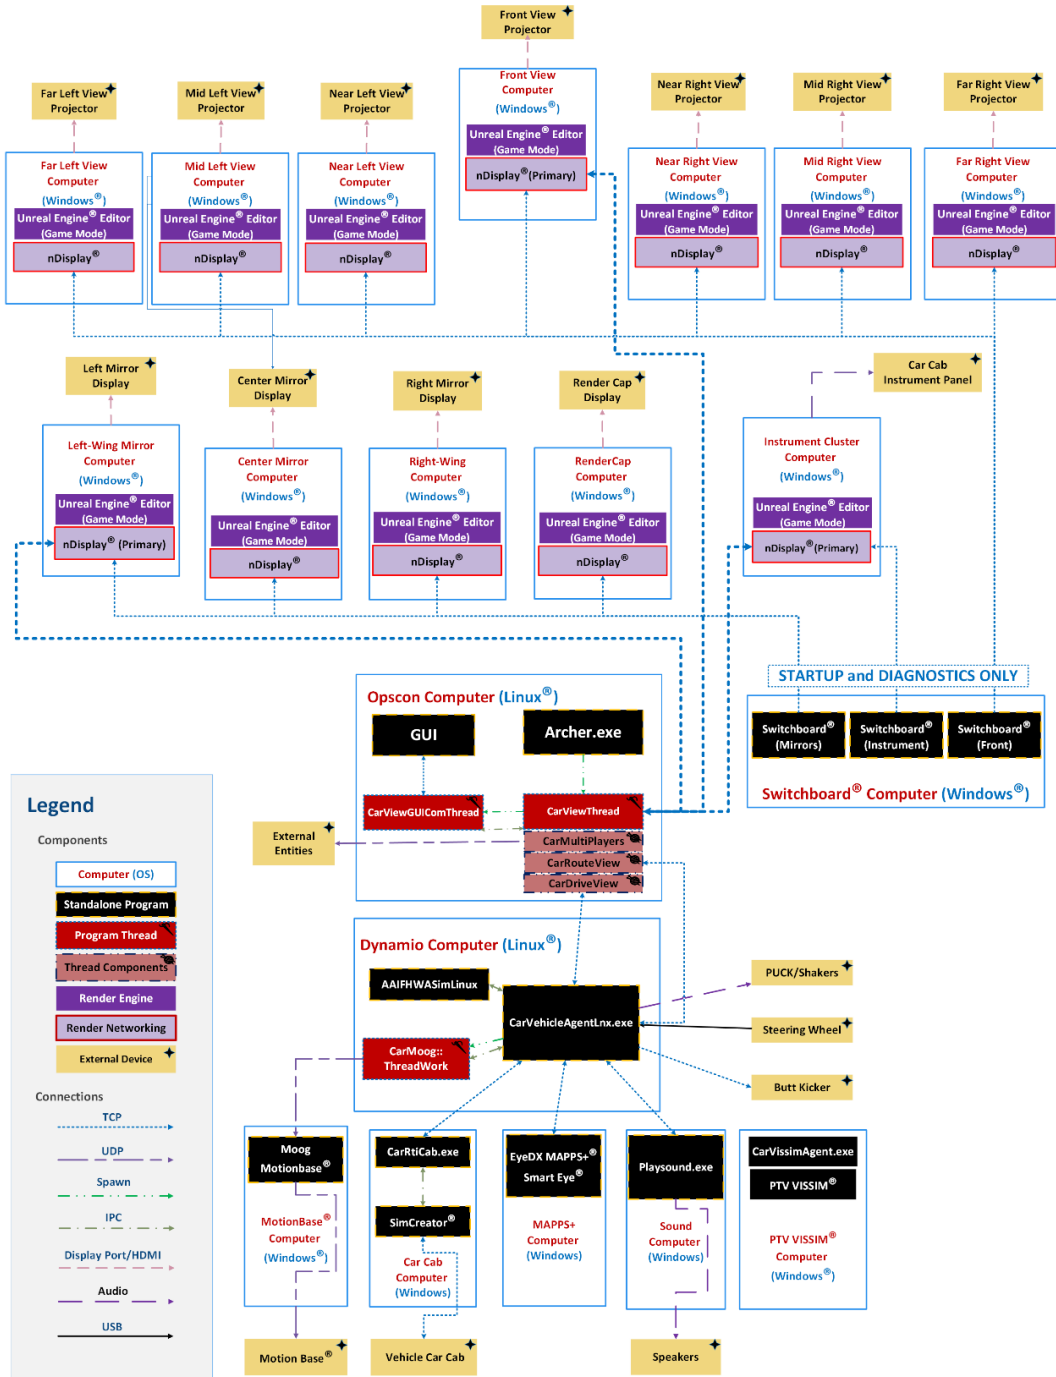 Front View
Projector
Far Left View
Projector
Mid Left View
Projector
Near Left View
Projector
Near Right View
Projector
Mid Right View
Projector
Far Right View
Projector
Front View
Computer
(Windows®)
Unreal Engine® Editor
(Game Mode)
nDisplay®(Primary)
Far Left View
Computer
(Windows®)
Unreal Engine® Editor
(Game Mode)
nDisplay®
Mid Left View
Computer
(Windows®)
Unreal Engine® Editor
(Game Mode)
nDisplay®
Near Left View
Computer
(Windows®)
Unreal Engine® Editor
(Game Mode)
nDisplay®
Near Right View
Computer
(Windows®)
Unreal Engine® Editor
(Game Mode)
nDisplay®
Mid Right View
Computer
(Windows®)
Unreal Engine® Editor
(Game Mode)
nDisplay®
Far Right View
Computer
(Windows®)
Unreal Engine® Editor
(Game Mode)
nDisplay®
Left Mirror
Display
Center Mirror
Display
Right Mirror
Display
Render Cap
Display
Car Cab
Instrument Panel
Left-Wing Mirror
Computer
(Windows®)
Unreal Engine® Editor
(Game Mode)
nDisplay® (Primary)
Center Mirror
Computer
(Windows®)
Unreal Engine® Editor
(Game Mode)
nDisplay®
Right-Wing
Computer
(Windows®)
Unreal Engine® Editor
(Game Mode)
nDisplay®
RenderCap
Computer
(Windows®)
Unreal Engine® Editor
(Game Mode)
nDisplay®
Instrument Cluster
Computer
(Windows®)
Unreal Engine® Editor
(Game Mode)
nDisplay®(Primary)
STARTUP and DIAGNOSTICS ONLY
Switchboard®
(Mirrors)
Switchboard®
(Instrument)
Switchboard®
(Front)
Switchboard® Computer (Windows®)
Opscon Computer (Linux®)
GUI
Archer.exe
CarViewGUIComThread
CarViewThread
CarMultiPlayers
CarRouteView
CarDriveView
External
Entities
Dynamio Computer (Linux®)
AAIFHWASimLinux
CarVehicleAgentLnx.exe
CarMoog::
ThreadWork
PUCK/Shakers
Steering Wheel
Butt Kicker
Moog
Motionbase®
MotionBase®
Computer
(Windows®)
CarRtiCab.exe
SimCreator®
Car Cab
Computer
(Windows)
EyeDX MAPPS+®
Smart Eye®
MAPPS+
Computer
(Windows)
Playsound.exe
Sound
Computer
(Windows)
CarVissimAgent.exe
PTV VISSIM®
PTV VISSIM®
Computer
(Windows®)
Motion Base®
Vehicle Car Cab
Speakers
Legend
Components
Computer (OS)
Standalone Program
Program Thread
Thread Components
Render Engine
Render Networking
External Device
Connections
TCP
UDP
Spawn
IPC
Display Port/HDMI
Audio
USB